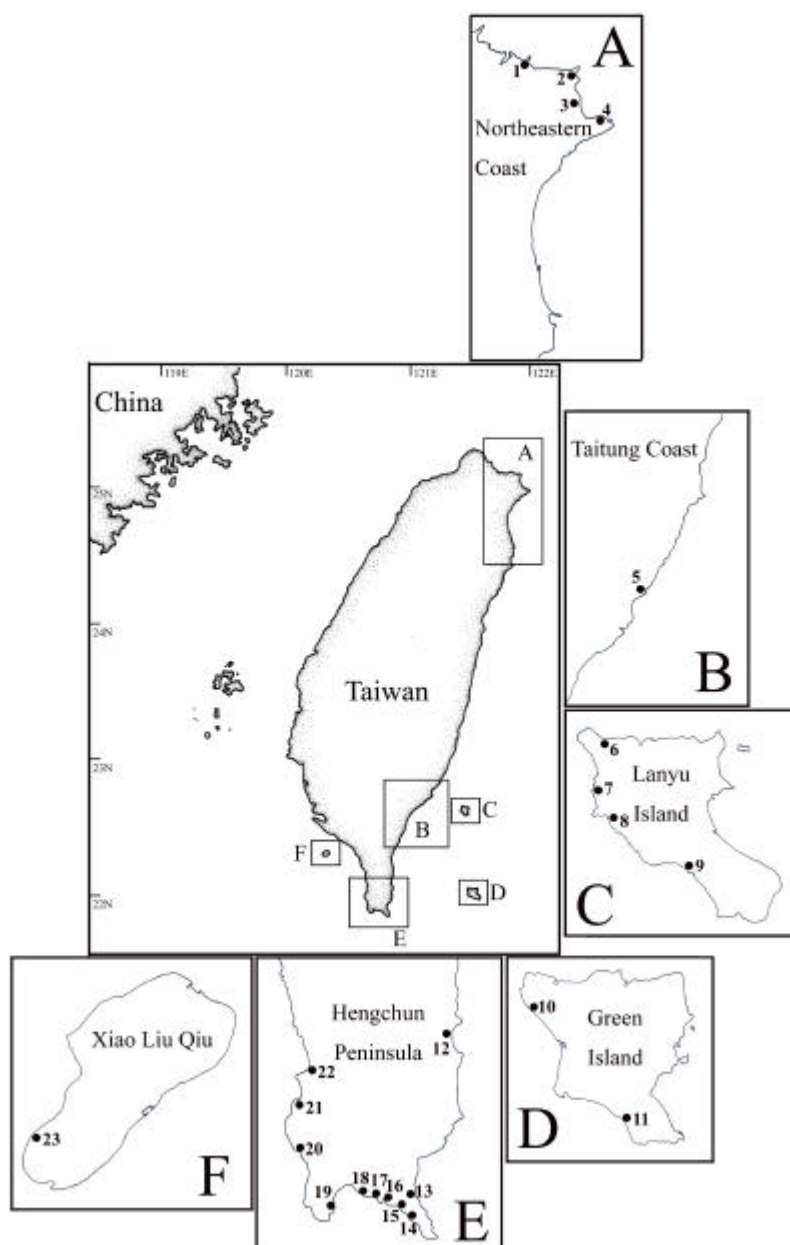 A
1
2
3
4
Northeastern
Coast
119E
120E
121E
122E
China
A
25N
24N
Taiwan
23N
B
C
F
D
22N
E
Taitung Coast
5
B
6
Lanyu
7
Island
8
9
C
Xiao Liu Qiu
23
F
Hengchun
Peninsula
12
22
21
20
18
17
16
13
19
15
14
E
10
Green
Island
11
D